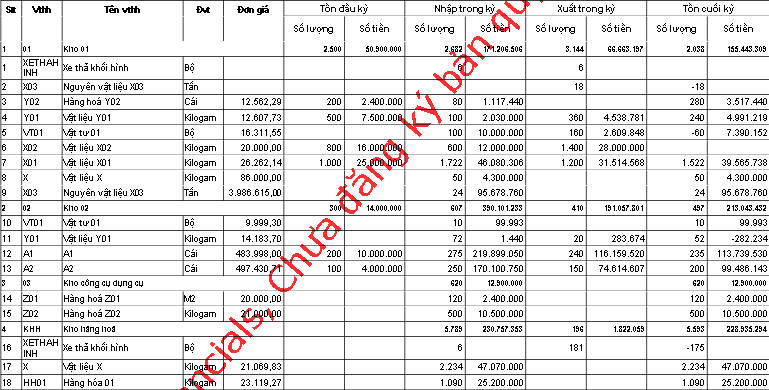 Stt Vthh Tên vthh Đvt Đơn giá Tồn đầu kỳ Nhập trong kỳ Xuất trong kỳ Tồn cuối kỳ
Số lượng Số tiền Số lượng Số tiền Số lượng Số tiền Số lượng Số tiền
1 01 Kho 01 2.500 50.900.000 2.682 171.206.506 3.144 66.663.197 2.038 155.443.309
1 XETHAH INH Xe thả khối hình Bộ 6 6
2 X03 Nguyên vật liệu X03 Tấn 18 -18
3 Y02 Hàng hoá Y02 Cái 12.562,29 200 2.400.000 80 1.117.440 280 3.517.440
4 Y01 Vật liệu Y01 Kilogam 12.607,73 500 7.500.000 100 2.030.000 360 4.538.781 240 4.991.219
5 VT01 Vật tư 01 Bộ 16.311,55 100 10.000.000 160 2.609.848 -60 7.390.152
6 X02 Vật liệu X02 Kilogam 20.000,00 800 16.000.000 600 12.000.000 1.400 28.000.000
7 X01 Vật liệu X01 Kilogam 26.262,14 1.000 25.000.000 1.722 46.080.306 1.200 31.514.568 1.522 39.565.738
8 X Vật liệu X Kilogam 86.000,00 50 4.300.000 50 4.300.000
9 X03 Nguyên vật liệu X03 Tấn 3.986.615,00 24 95.678.760 24 95.678.760
2 02 Kho 02 300 14.000.000 607 390.101.233 410 191.057.801 497 213.043.432
10 VT01 Vật tư 01 Bộ 9.999,30 10 99.993 10 99.993
11 Y01 Vật liệu Y01 Kilogam 14.183,70 72 1.440 20 283.674 52 -282.234
12 A1 A1 Cái 483.998,00 200 10.000.000 275 219.899.050 240 116.159.520 235 113.739.530
13 A2 A2 Cái 497.430,71 100 4.000.000 250 170.100.750 150 74.614.607 200 99.486.143
3 03 Kho công cụ dụng cụ 620 12.900.000 620 12.900.000
14 Z01 Hàng hoá Z01 M2 20.000,00 120 2.400.000 120 2.400.000
15 Z02 Hàng hoá Z02 Kilogam 21.000,00 500 10.500.000 500 10.500.000
4 KHH Kho hàng hoá 5.789 230.757.353 196 1.822.059 5.593 228.935.294
16 XETHAH INH Xe thả khối hình Bộ 6 181 -175
17 X Vật liệu X Kilogam 21.069,83 2.234 47.070.000 2.234 47.070.000
18 HH01 Hàng hóa 01 Kilogam 23.119,27 1.090 25.200.000 1.090 25.200.000
ncials, Chưa đăng ký bản quy